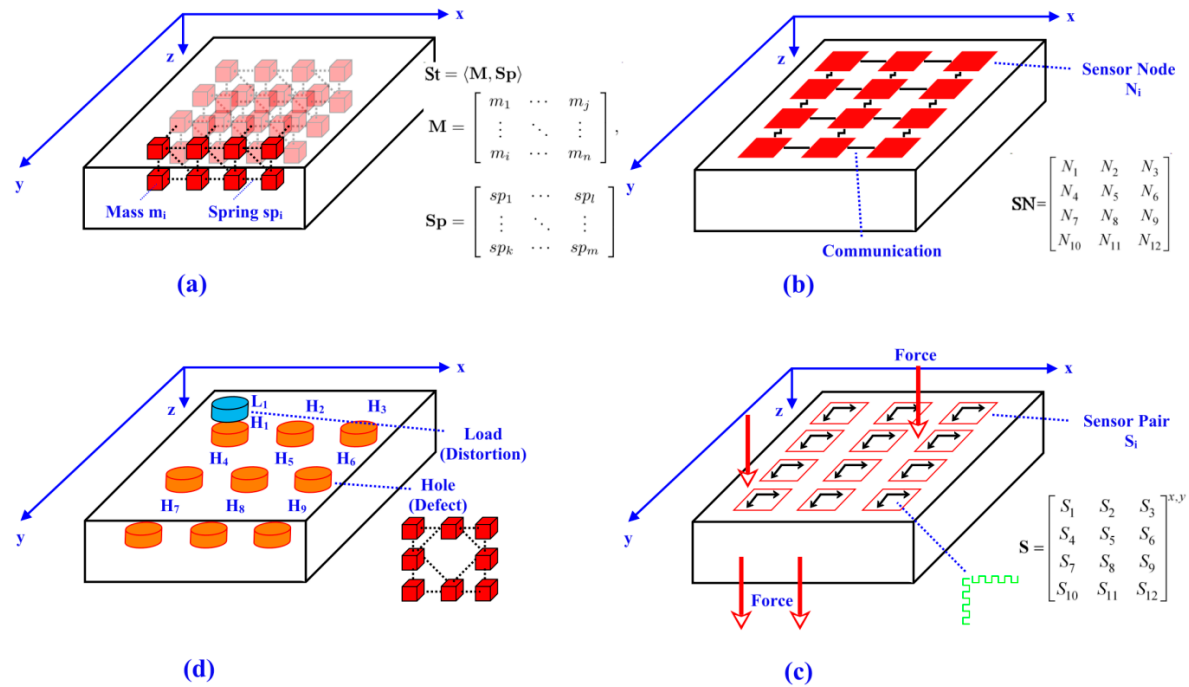 x
z
y
St = ⟨M, Sp⟩
M = [ m1 ⋯ mj
⋮ ⋱ ⋮
mi ⋯ mn ] ,
Sp = [ sp1 ⋯ spl
⋮ ⋱ ⋮
spk ⋯ spm ]
Mass mi
Spring spi
(a)
x
z
y
Sensor Node
Ni
SN= [ N1 N2 N3
N4 N5 N6
N7 N8 N9
N10 N11 N12 ]
Communication
(b)
x
z
y
L1
H1 H2 H3
H4 H5 H6
H7 H8 H9
Load
(Distortion)
Hole
(Defect)
(d)
Force
x
z
y
Sensor Pair
Si
S = [ S1 S2 S3
S4 S5 S6
S7 S8 S9
S10 S11 S12 ] x,y
Force
(c)